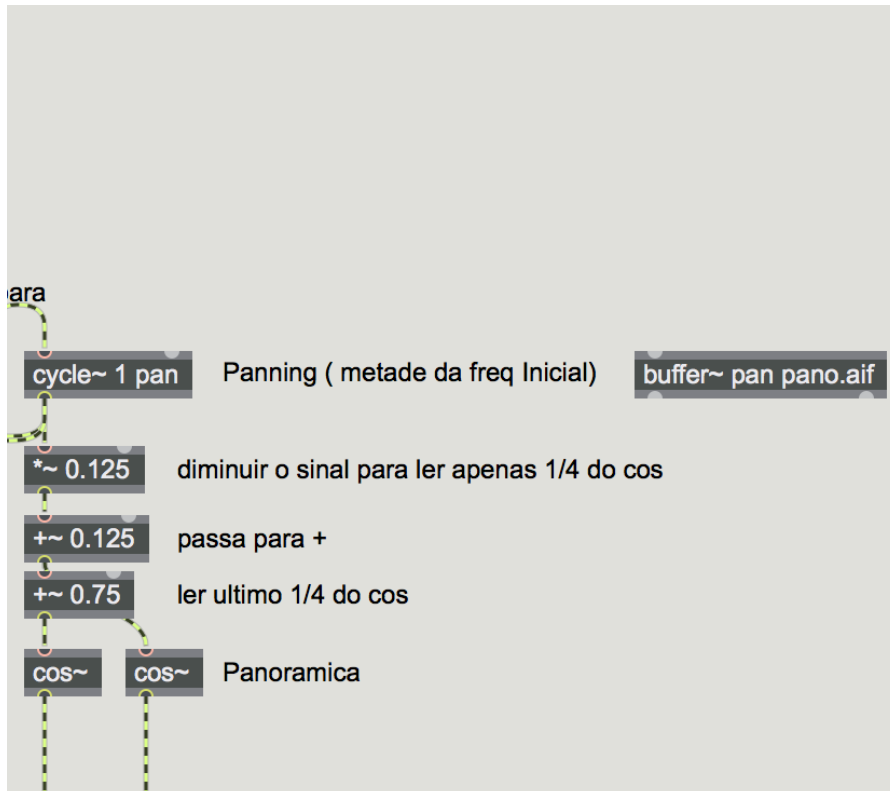 ara
cycle~ 1 pan
Panning ( metade da freq Inicial)
buffer~ pan pano.aif
*~ 0.125
diminuir o sinal para ler apenas 1/4 do cos
+~ 0.125
passa para +
+~ 0.75
ler ultimo 1/4 do cos
cos~
cos~
Panoramica